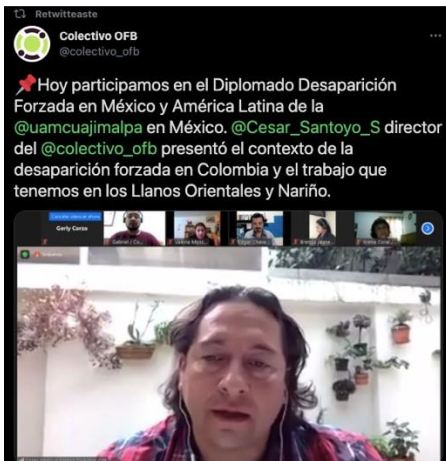 Retwitteaste
Colectivo OFB
@colectivo_ofb
📌Hoy participamos en el Diplomado Desaparición
Forzada en México y América Latina de la
@uamcuajimalpa en México. @Cesar_Santoyo_S director
del @colectivo_ofb presentó el contexto de la
desaparición forzada en Colombia y el trabajo que
tenemos en los Llanos Orientales y Nariño.
Gerly Corzo